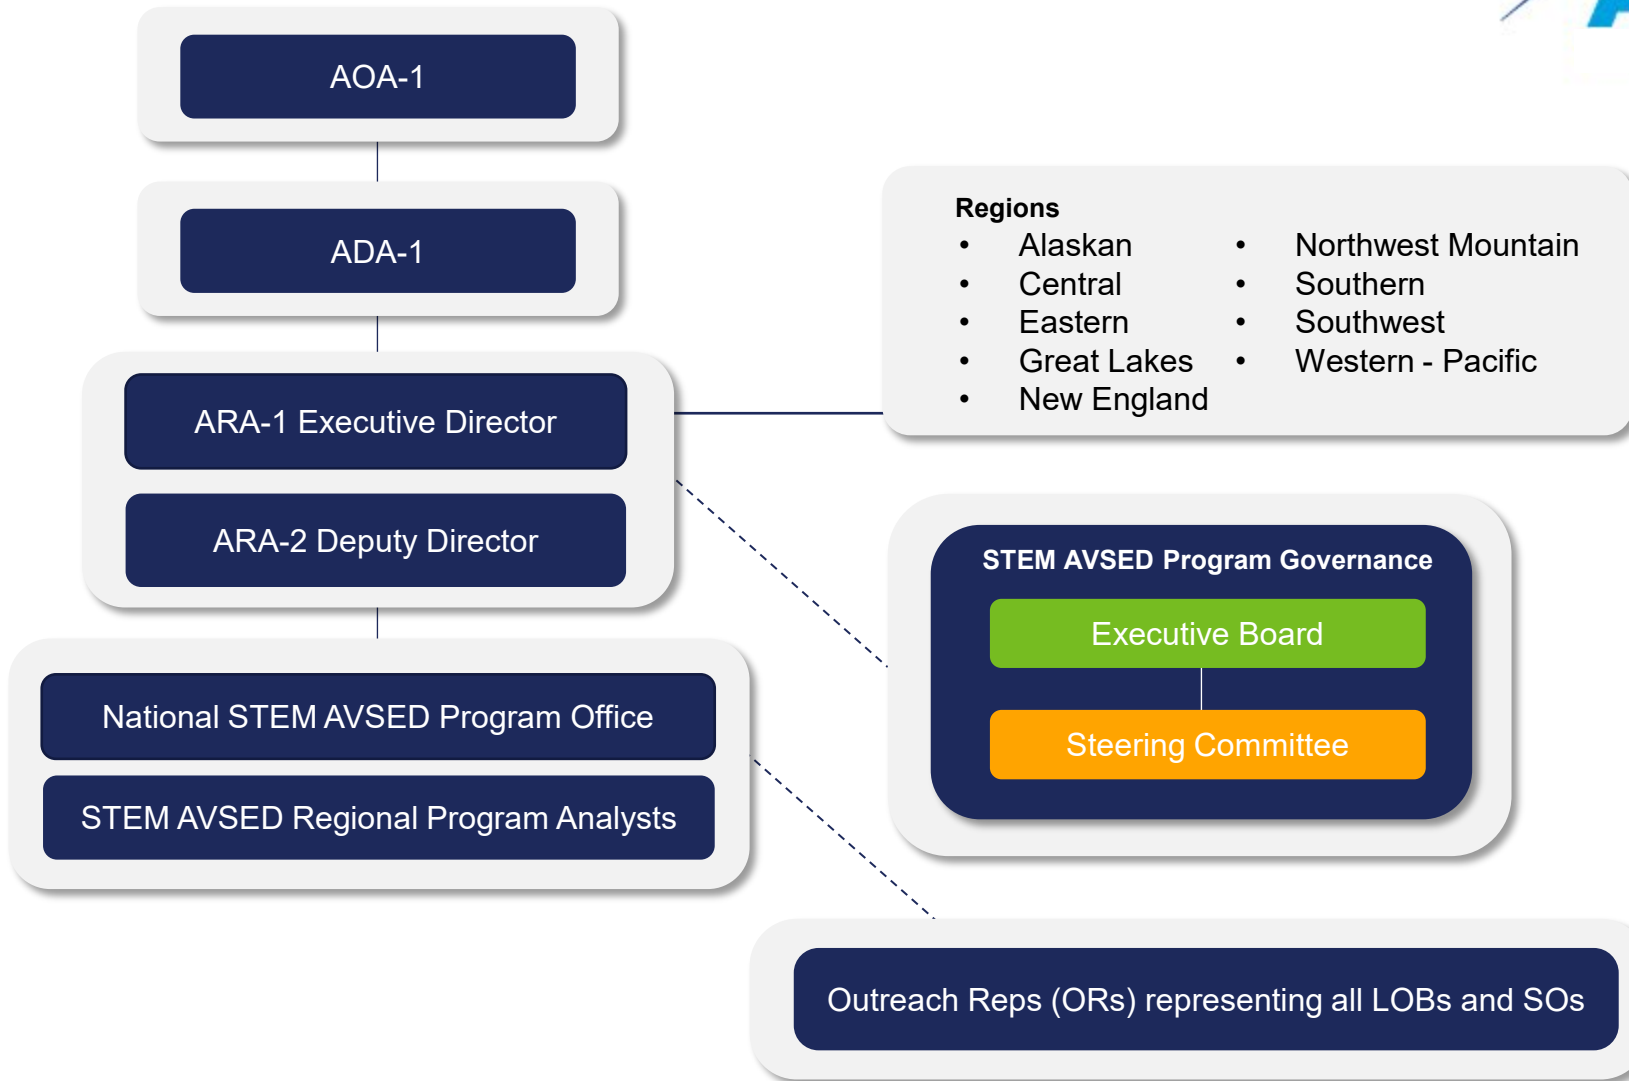 AOA-1
ADA-1
ARA-1 Executive Director
ARA-2 Deputy Director
National STEM AVSED Program Office
STEM AVSED Regional Program Analysts
Regions
• Alaskan
• Central
• Eastern
• Great Lakes
• New England
• Northwest Mountain
• Southern
• Southwest
• Western - Pacific
STEM AVSED Program Governance
Executive Board
Steering Committee
Outreach Reps (ORs) representing all LOBs and SOs